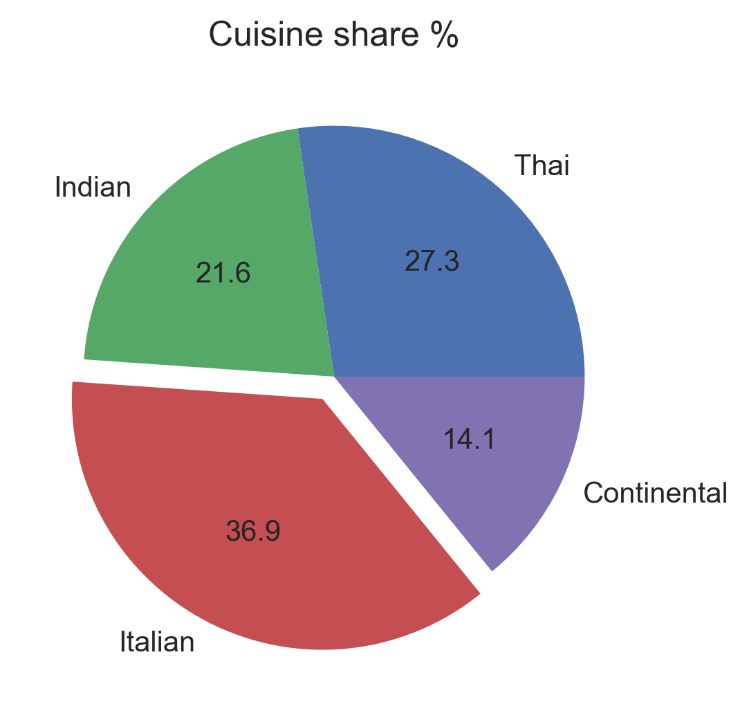 Cuisine share %
Thai
Indian
27.3
21.6
14.1
Continental
36.9
Italian